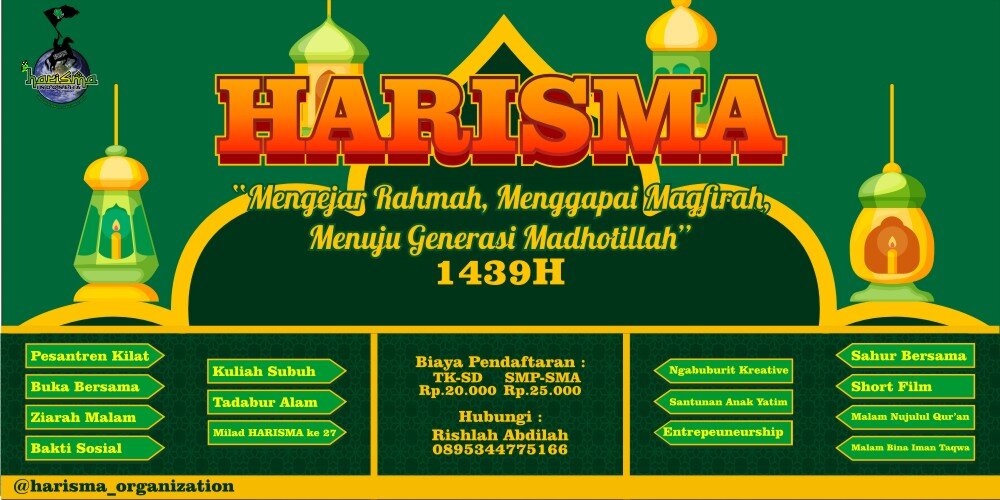 harisma
INDONESIA
HARISMA
“Mengejar Rahmah, Menggapai Magfirah,
Menuju Generasi Madhotillah”
1439H
Pesantren Kilat
Buka Bersama
Ziarah Malam
Bakti Sosial
Kuliah Subuh
Tadabur Alam
Milad HARISMA ke 27
Biaya Pendaftaran :
TK-SD SMP-SMA
Rp.20.000 Rp.25.000
Hubungi :
Rishlah Abdilah
0895344775166
Ngabuburit Kreative
Santunan Anak Yatim
Entrepeuneurship
Sahur Bersama
Short Film
Malam Nujulul Qur’an
Malam Bina Iman Taqwa
@harisma_organization